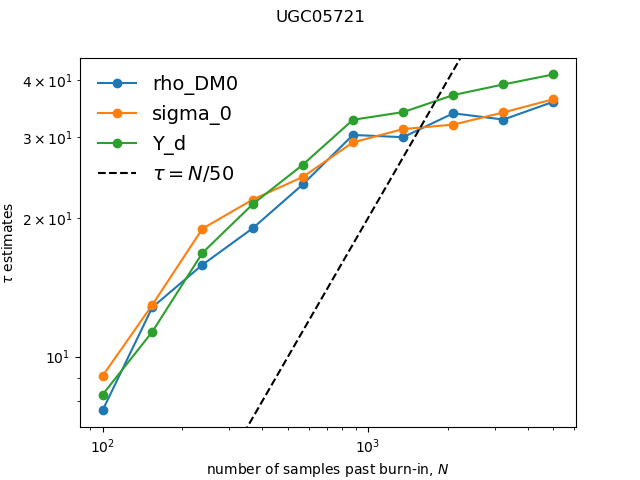 UGC05721
rho_DM0
sigma_0
Y_d
τ = N/50
4 × 10¹
3 × 10¹
2 × 10¹
10¹
τ estimates
10² 10³
number of samples past burn-in, N